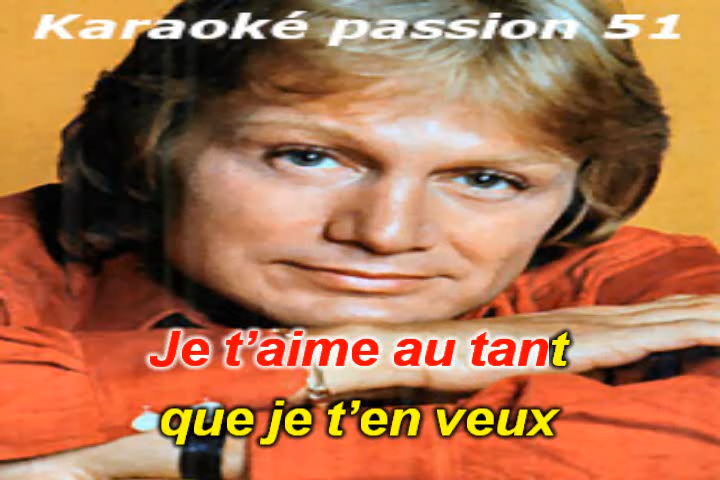 Karaoké passion 51
Je t’aime au tant
que je t’en veux